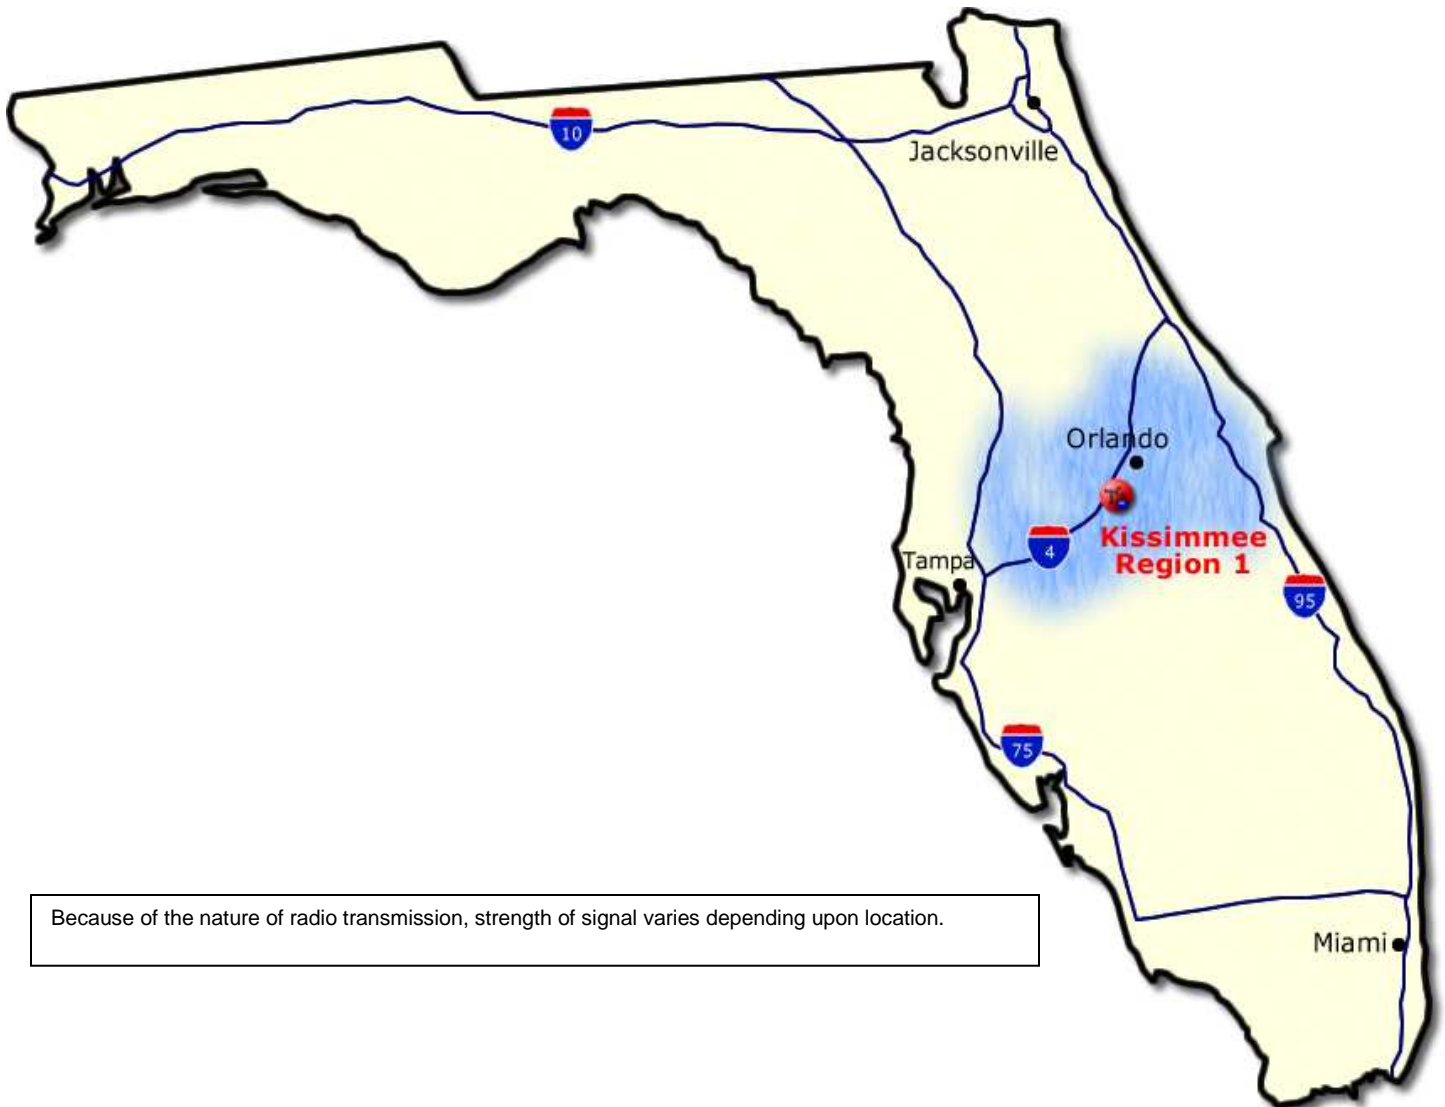 10
Jacksonville
Orlando
Kissimmee
Region 1
4
Tampa
95
75
Because of the nature of radio transmission, strength of signal varies depending upon location.
Miami